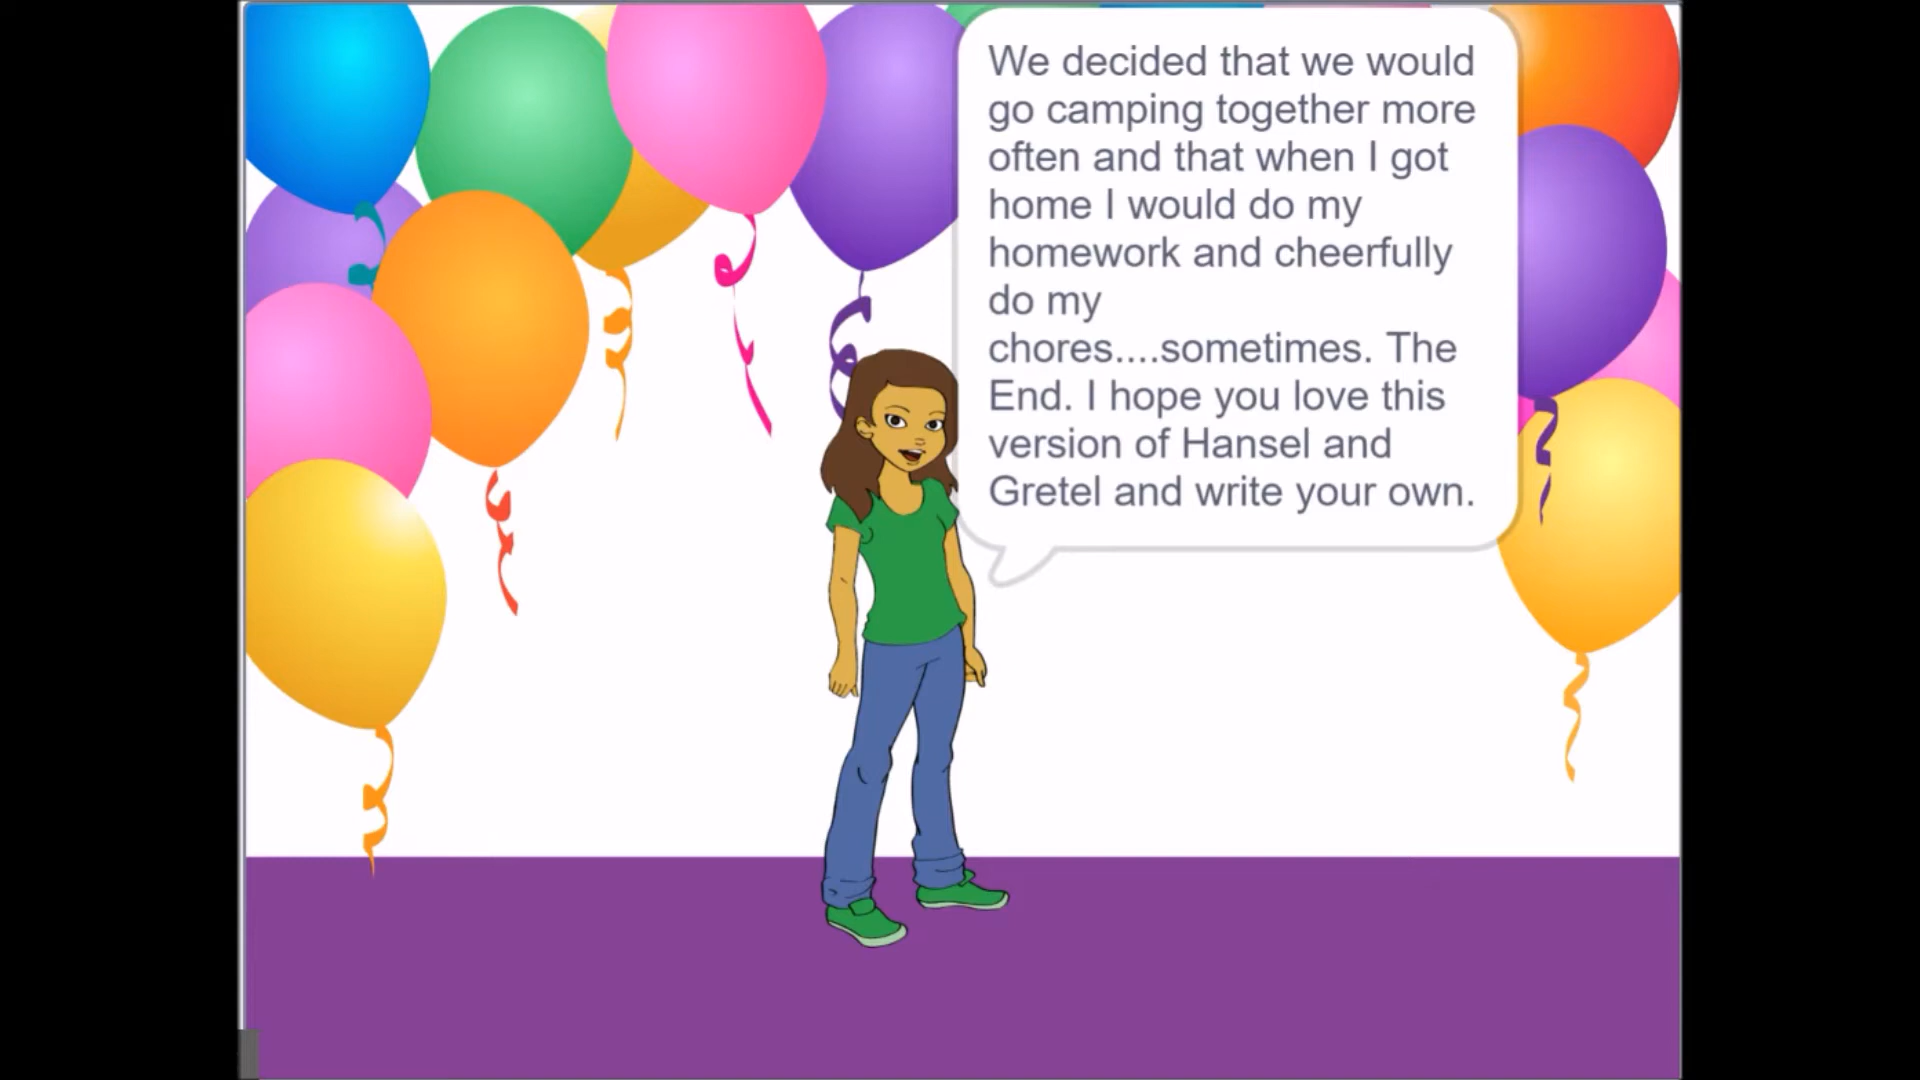 We decided that we would
go camping together more
often and that when I got
home I would do my
homework and cheerfully
do my
chores....sometimes. The
End. I hope you love this
version of Hansel and
Gretel and write your own.